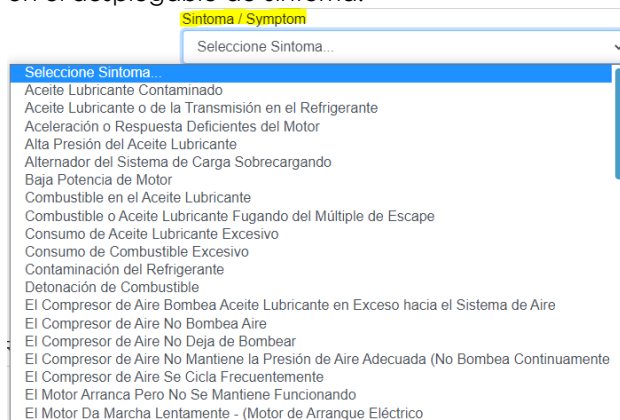 en el desplegable de síntoma.
Sintoma / Symptom
Seleccione Sintoma...
Seleccione Sintoma...
Aceite Lubricante Contaminado
Aceite Lubricante o de la Transmisión en el Refrigerante
Aceleración o Respuesta Deficientes del Motor
Alta Presión del Aceite Lubricante
Alternador del Sistema de Carga Sobrecargando
Baja Potencia de Motor
Combustible en el Aceite Lubricante
Combustible o Aceite Lubricante Fugando del Múltiple de Escape
Consumo de Aceite Lubricante Excesivo
Consumo de Combustible Excesivo
Contaminación del Refrigerante
Detonación de Combustible
El Compresor de Aire Bombea Aceite Lubricante en Exceso hacia el Sistema de Aire
El Compresor de Aire No Bombea Aire
El Compresor de Aire No Deja de Bombear
El Compresor de Aire No Mantiene la Presión de Aire Adecuada (No Bombea Continuamente
El Compresor de Aire Se Cicla Frecuentemente
El Motor Arranca Pero No Se Mantiene Funcionando
El Motor Da Marcha Lentamente - (Motor de Arranque Eléctrico